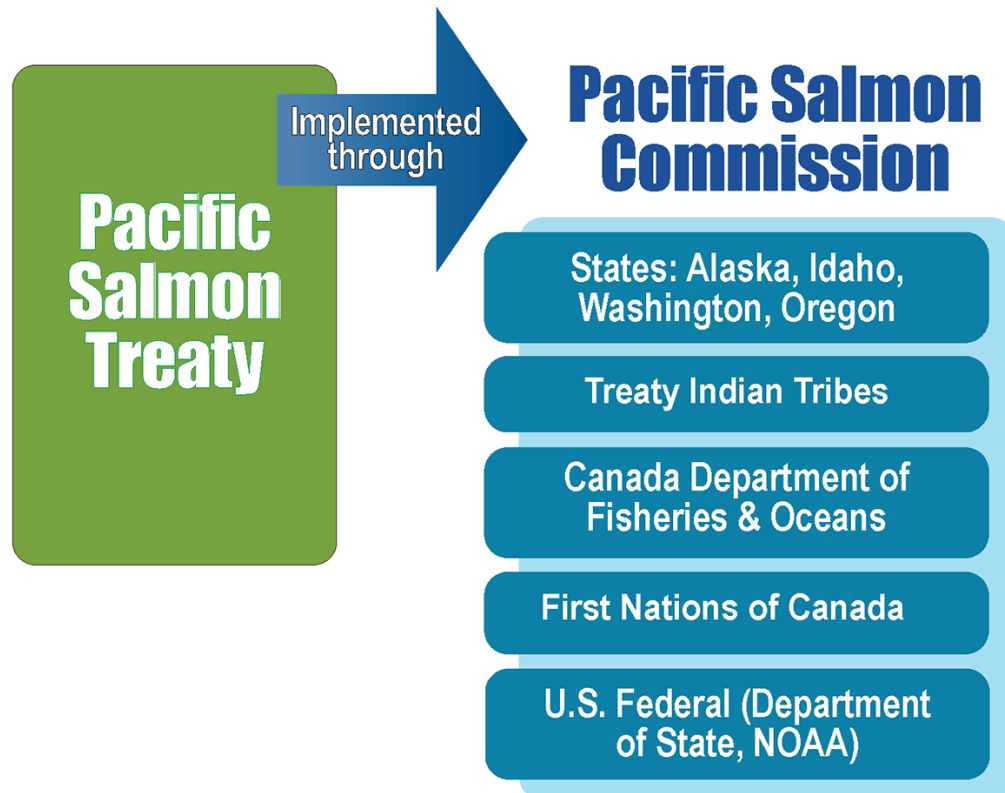 Pacific
Salmon
Treaty
Implemented
through
Pacific Salmon
Commission
States: Alaska, Idaho,
Washington, Oregon
Treaty Indian Tribes
Canada Department of
Fisheries & Oceans
First Nations of Canada
U.S. Federal (Department
of State, NOAA)